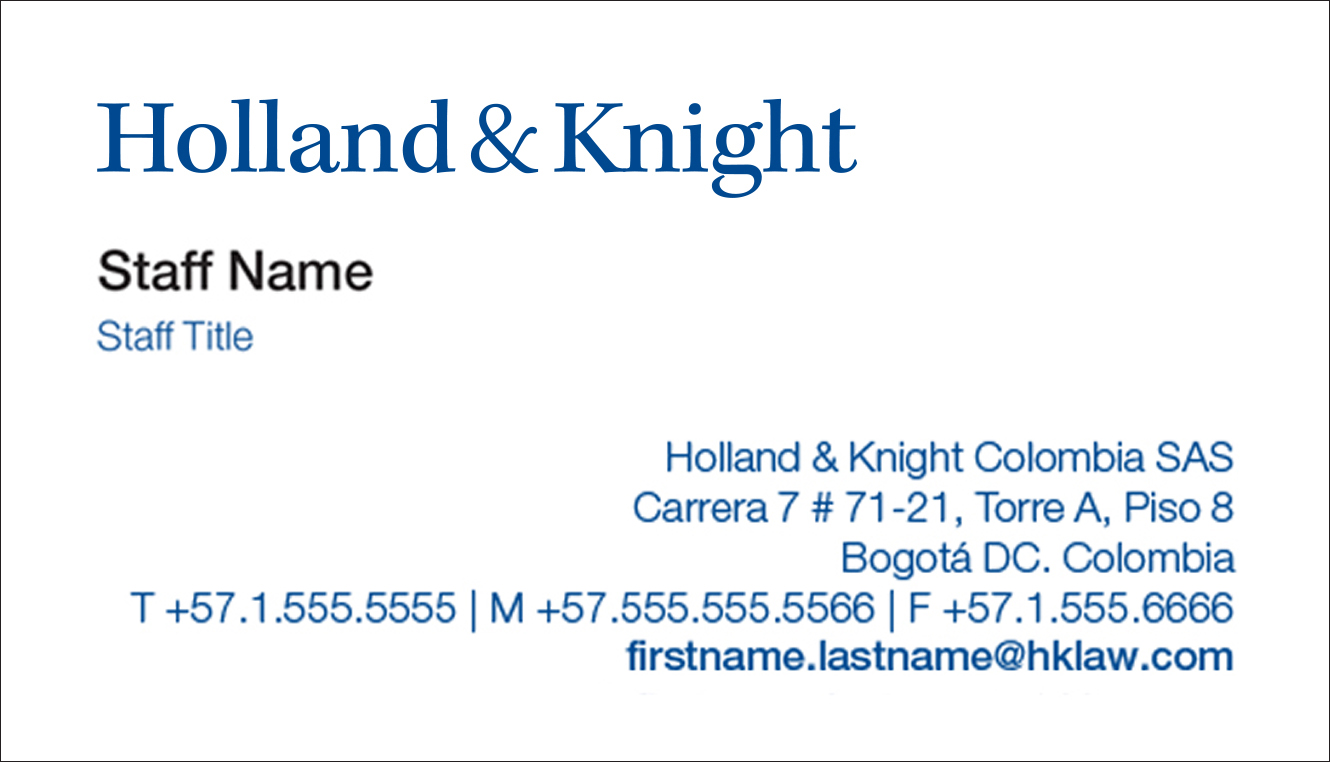 Holland & Knight
Staff Name
Staff Title
Holland & Knight Colombia SAS
Carrera 7 # 71-21, Torre A, Piso 8
Bogotá DC. Colombia
T +57.1.555.5555 | M +57.555.555.5566 | F +57.1.555.6666
firstname.lastname@hklaw.com